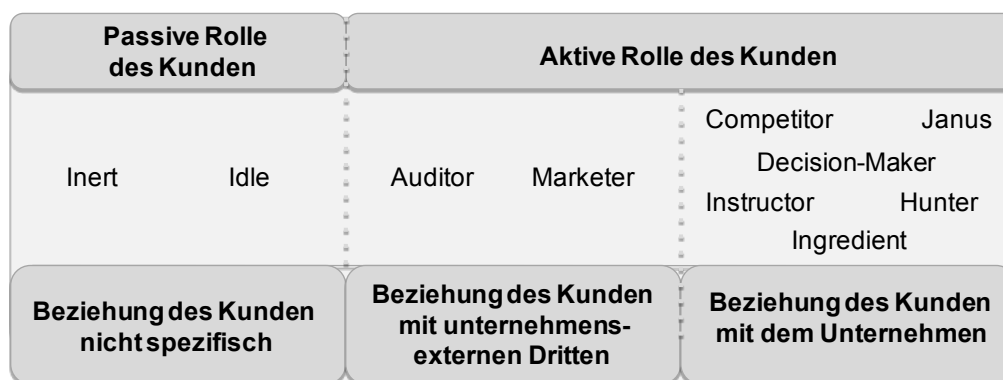 Passive Rolle
des Kunden
Aktive Rolle des Kunden
Inert Idle
Auditor Marketer
Competitor Janus
Decision-Maker
Instructor Hunter
Ingredient
Beziehung des Kunden
nicht spezifisch
Beziehung des Kunden
mit unternehmens-
externen Dritten
Beziehung des Kunden
mit dem Unternehmen